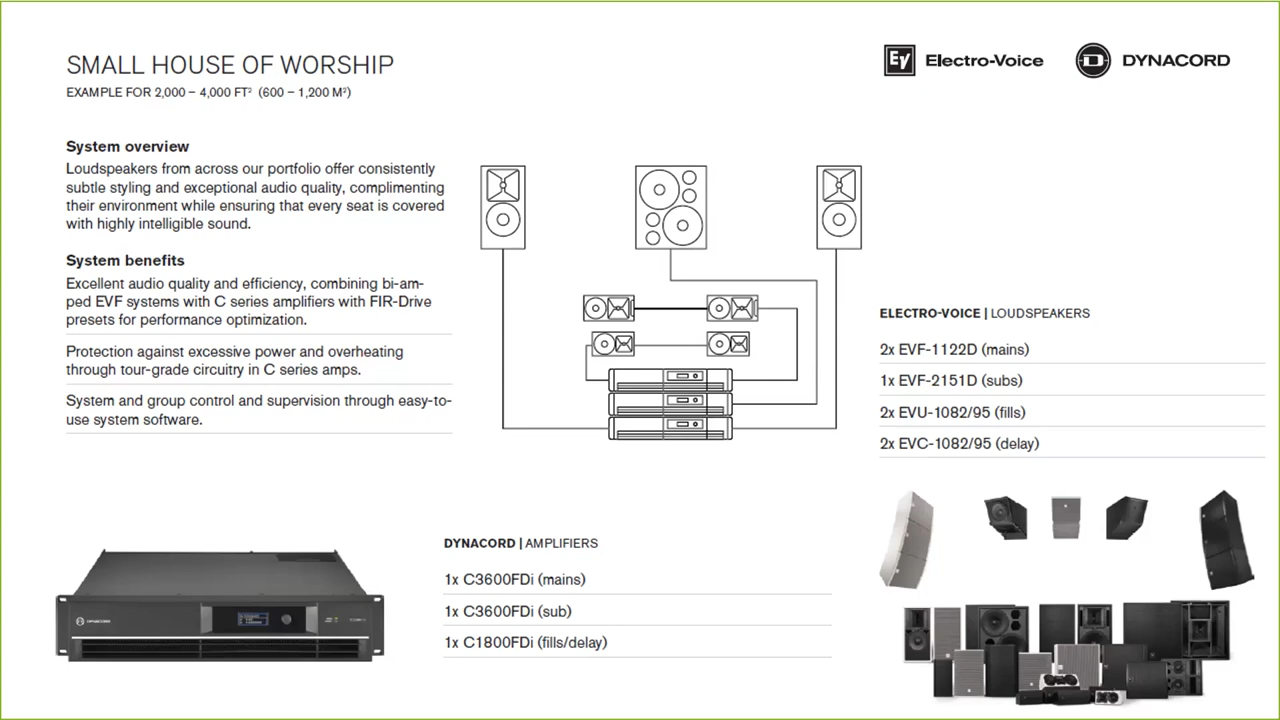 SMALL HOUSE OF WORSHIP
EXAMPLE FOR 2,000 – 4,000 FT² (600 – 1,200 M²)
EV Electro-Voice
D DYNACORD
System overview
Loudspeakers from across our portfolio offer consistently
subtle styling and exceptional audio quality, complimenting
their environment while ensuring that every seat is covered
with highly intelligible sound.
System benefits
Excellent audio quality and efficiency, combining bi-am-
ped EVF systems with C series amplifiers with FIR-Drive
presets for performance optimization.
Protection against excessive power and overheating
through tour-grade circuitry in C series amps.
System and group control and supervision through easy-to-
use system software.
ELECTRO-VOICE | LOUDSPEAKERS
2x EVF-1122D (mains)
1x EVF-2151D (subs)
2x EVU-1082/95 (fills)
2x EVC-1082/95 (delay)
DYNACORD | AMPLIFIERS
1x C3600FDi (mains)
1x C3600FDi (sub)
1x C1800FDi (fills/delay)
DYNACORD